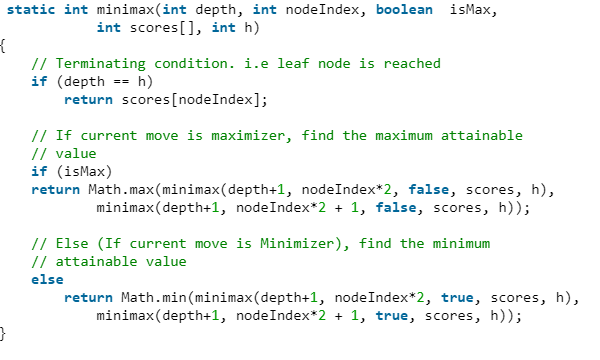 static int minimax(int depth, int nodeIndex, boolean  isMax,
            int scores[], int h)
{
    // Terminating condition. i.e leaf node is reached
    if (depth == h)
        return scores[nodeIndex];

    // If current move is maximizer, find the maximum attainable
    // value
    if (isMax)
    return Math.max(minimax(depth+1, nodeIndex*2, false, scores, h),
            minimax(depth+1, nodeIndex*2 + 1, false, scores, h));

    // Else (If current move is Minimizer), find the minimum
    // attainable value
    else
        return Math.min(minimax(depth+1, nodeIndex*2, true, scores, h),
            minimax(depth+1, nodeIndex*2 + 1, true, scores, h));
}